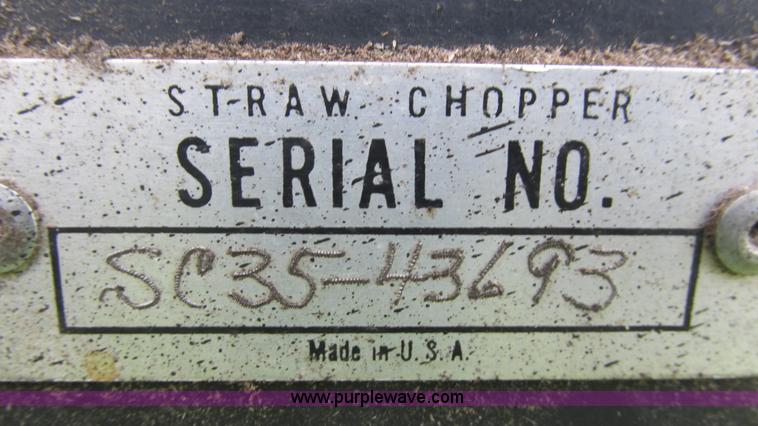 STRAW CHOPPER
SERIAL NO.
SC35-43693
Made in U.S.A.
www.purplewave.com